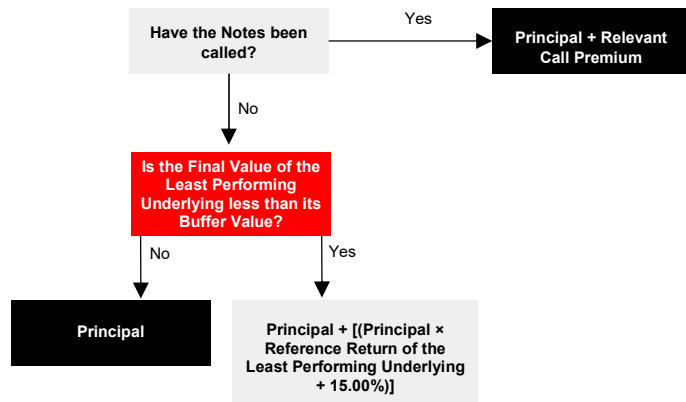 Have the Notes been
called?
Yes
Principal + Relevant
Call Premium
No
Is the Final Value of the
Least Performing
Underlying less than its
Buffer Value?
No
Yes
Principal
Principal + [(Principal ×
Reference Return of the
Least Performing Underlying
+ 15.00%)]